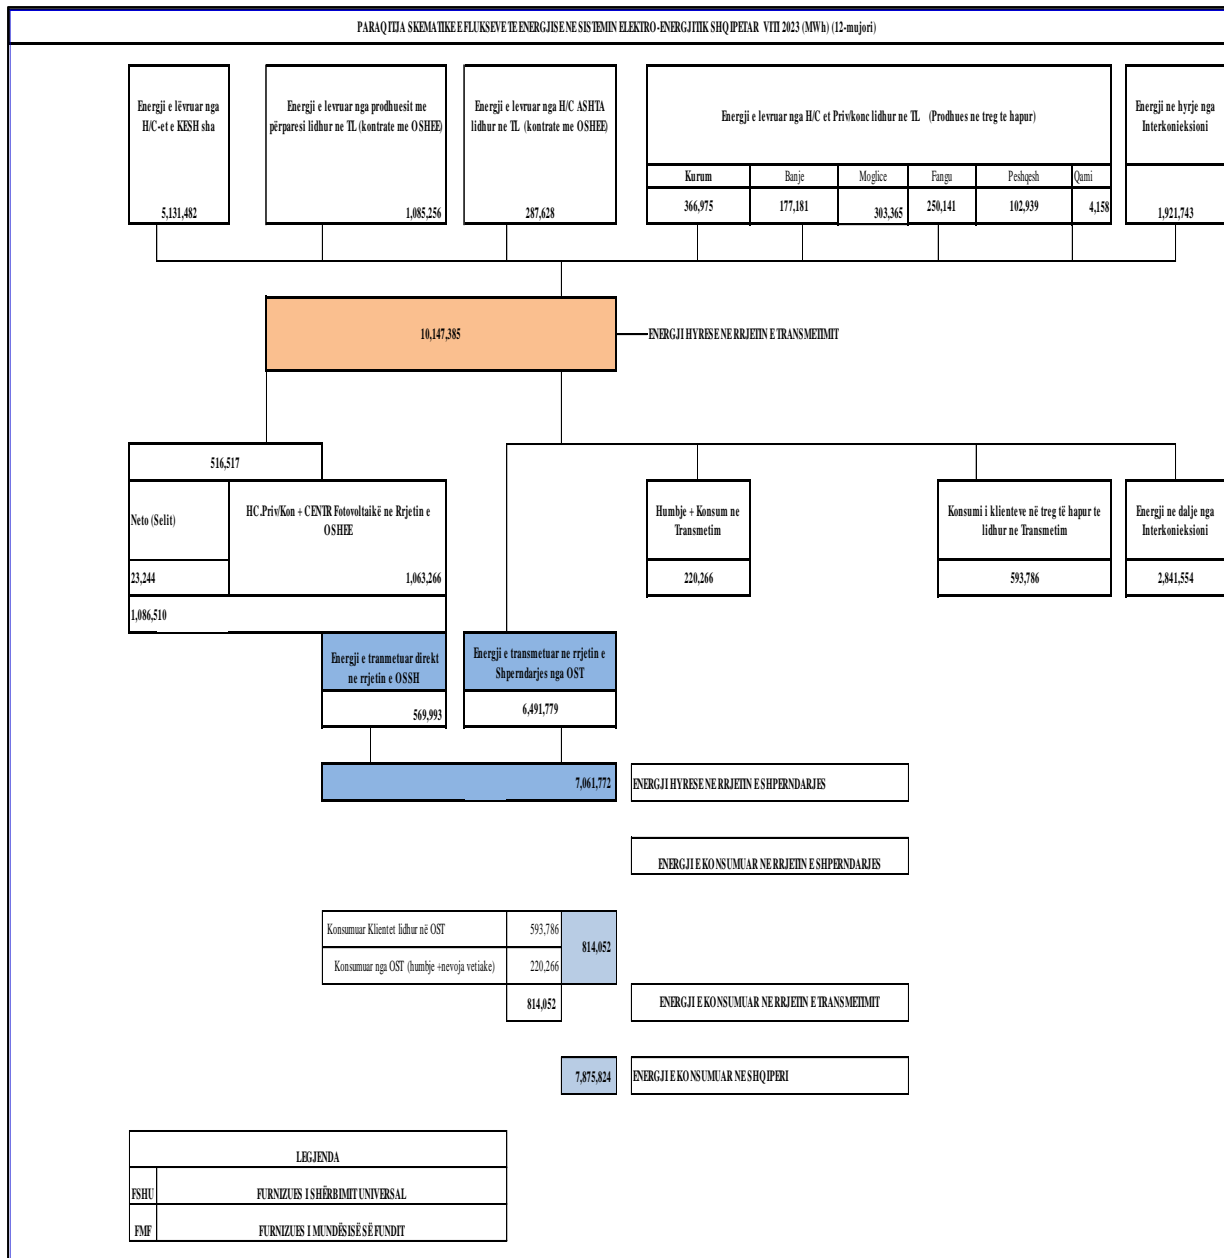 PARAQITJA SKEMATIKE E FLUKSEVE TE ENERGJISE NE SISTEMIN ELEKTRO-ENERGJITIK SHQIPETAR VITI 2023 (MWh) (12-mujori)
Energji e lëvruar nga
H/C-et e KESH sha
5,131,482
Energji e levruar nga prodhuesit me
përparesi lidhur ne TL (kontrate me OSHEE)
1,085,256
Energji e levruar nga H/C ASHTA
lidhur ne TL (kontrate me OSHEE)
287,628
Energji e levruar nga H/C et Priv/konc lidhur ne TL (Prodhues ne treg te hapur)
Kurum Banje Moglice Fangu Peshqesh Qami
366,975 177,181 303,365 250,141 102,939 4,158
Energji ne hyrje nga
Interkonieksioni
1,921,743
10,147,385
ENERGJI HYRESE NE RRJETIN E TRANSMETIMIT
516,517
Neto (Selit)
23,244
HC.Priv/Kon + CENTR Fotovoltaikë ne Rrjetin e
OSHEE
1,063,266
1,086,510
Humbje + Konsum ne
Transmetim
220,266
Konsumi i klienteve në treg të hapur te
lidhur ne Transmetim
593,786
Energji ne dalje nga
Interkonieksioni
2,841,554
Energji e tranmetuar direkt
ne rrjetin e OSSH
569,993
Energji e transmetuar ne rrjetin e
Shperndarjes nga OST
6,491,779
7,061,772
ENERGJI HYRESE NE RRJETIN E SHPERNDARJES
ENERGJI E KONSUMUAR NE RRJETIN E SHPERNDARJES
Konsumuar Klientet lidhur në OST 593,786
814,052
Konsumuar nga OST (humbje +nevoja vetiake) 220,266
814,052
ENERGJI E KONSUMUAR NE RRJETIN E TRANSMETIMIT
7,875,824
ENERGJI E KONSUMUAR NE SHQIPERI
LEGJENDA
FSHU FURNIZUES I SHËRBIMIT UNIVERSAL
FMF FURNIZUES I MUNDËSISË SË FUNDIT